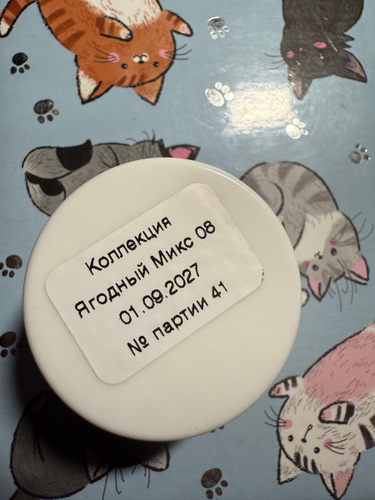 Коллекция
Ягодный Микс 08
01.09.2027
№ партии 41